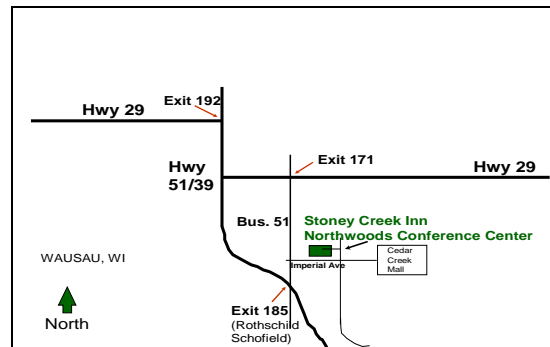 Exit 192
Hwy 29
Exit 171
Hwy
51/39
Hwy 29
Bus. 51
Stoney Creek Inn
Northwoods Conference Center
WAUSAU, WI
Imperial Ave
Cedar
Creek
Mall
Exit 185
(Rothschild
Schofield)
North